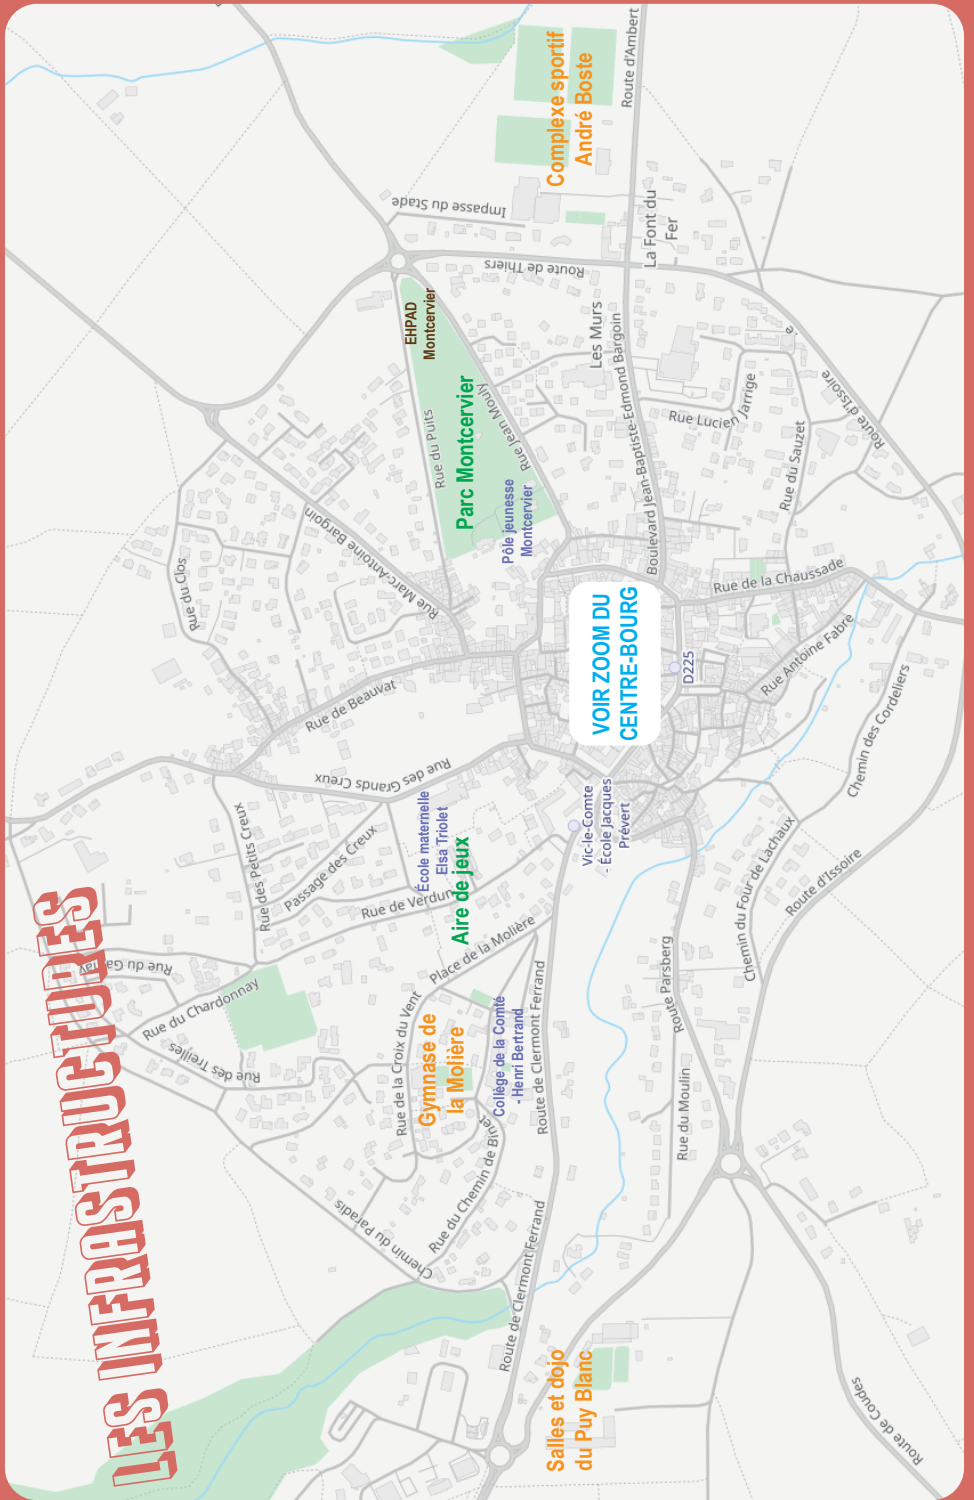 LES INFRASTRUCTURES
Salles et dojo
du Puy Blanc
Gymnase de
la Molière
Collège de la Comté
- Henri Bertrand
Aire de jeux
École maternelle
Elsa Triolet
Vic-le-Comte
- École Jacques
Prévert
VOIR ZOOM DU
CENTRE-BOURG
D225
Pôle jeunesse
Montcervier
Parc Montcervier
EHPAD
Montcervier
Complexe sportif
André Boste
Route de Clermont Ferrand
Route de Clermont Ferrand
Chemin du Paradis
Rue du Chemin de Binet
Rue de la Croix du Vent
Rue des Treilles
Rue du Chardonnay
Place de la Molière
Rue de Verdun
Passage des Creux
Rue des Petits Creux
Rue des Grands Creux
Rue de Beauvat
Rue du Clos
Rue Marc-Antoine Bargoin
Rue du Puits
Rue Jean Mouly
Impasse du Stade
Route de Thiers
Route d'Ambert
La Font du
Fer
Les Murs
Boulevard Jean-Baptiste-Edmond Bargoin
Rue Lucien Jarrige
Rue du Sauzet
Route d'Issoire
Rue de la Chaussade
Rue Antoine Fabre
Chemin des Cordeliers
Chemin du Four de Lachaux
Route d'Issoire
Route Parsberg
Rue du Moulin
Route de Coudes